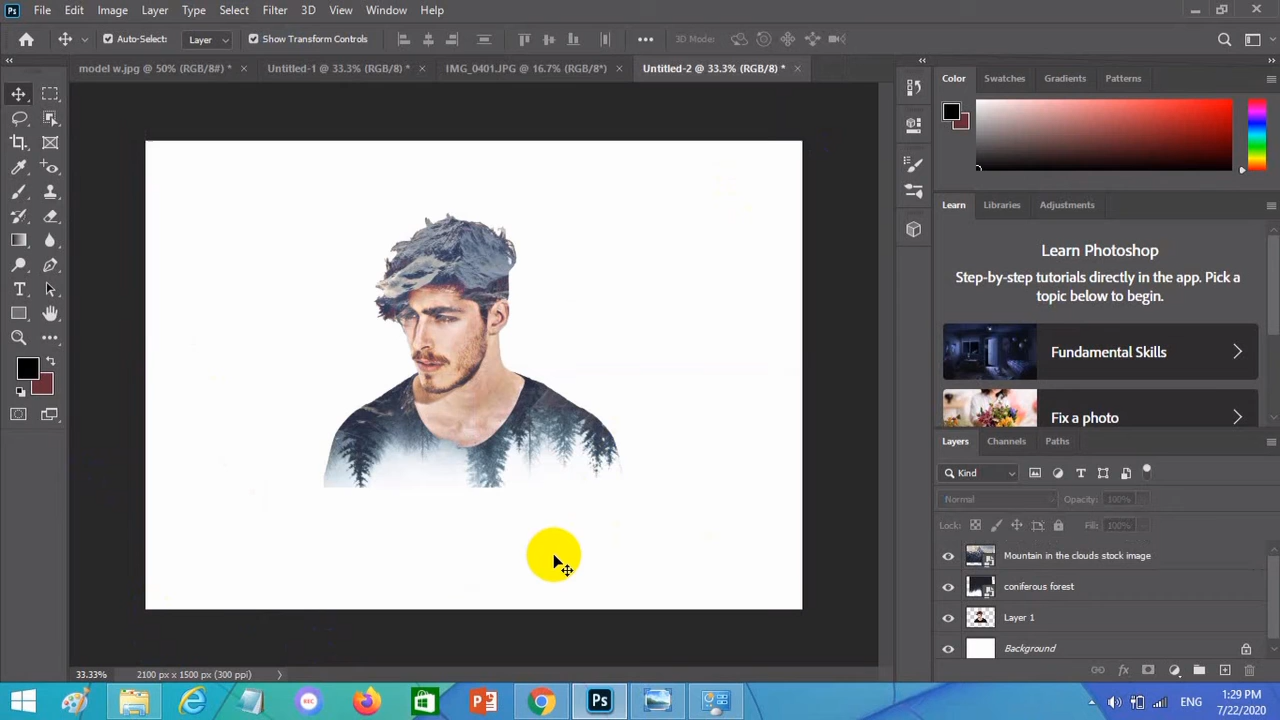 Ps File Edit Image Layer Type Select Filter 3D View Window Help
Auto-Select: Layer Show Transform Controls 3D Mode:
model w.jpg @ 50% (RGB/8#) * × Untitled-1 @ 33.3% (RGB/8) * × IMG_0401.JPG @ 16.7% (RGB/8*) × Untitled-2 @ 33.3% (RGB/8) * ×
Color Swatches Gradients Patterns
Learn Libraries Adjustments
Learn Photoshop
Step-by-step tutorials directly in the app. Pick a
topic below to begin.
Fundamental Skills
Fix a photo
Layers Channels Paths
Kind
Normal Opacity: 100%
Lock: Fill: 100%
Mountain in the clouds stock image
coniferous forest
Layer 1
Background
33.33% 2100 px x 1500 px (300 ppi)
REC Ps ENG 1:29 PM
7/22/2020